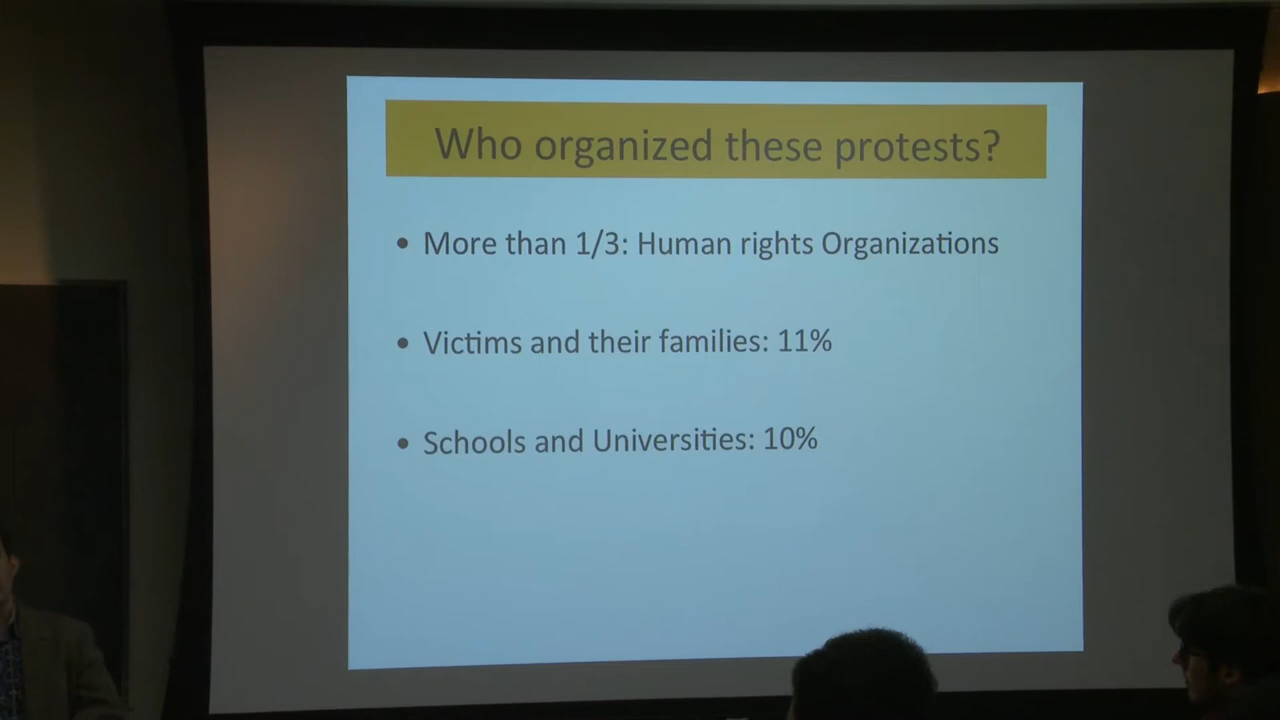 Who organized these protests?
• More than 1/3: Human rights Organizations
• Victims and their families: 11%
• Schools and Universities: 10%